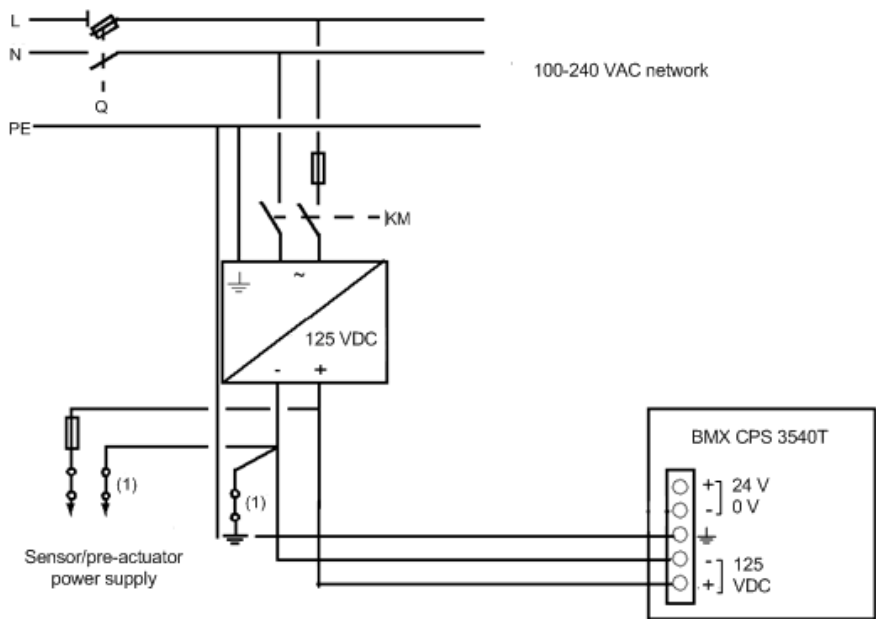 L
N
100-240 VAC network
Q
PE
KM
~
125 VDC
- +
BMX CPS 3540T
+ 24 V
- 0 V
(1)
(1)
- 125
+ VDC
Sensor/pre-actuator
power supply